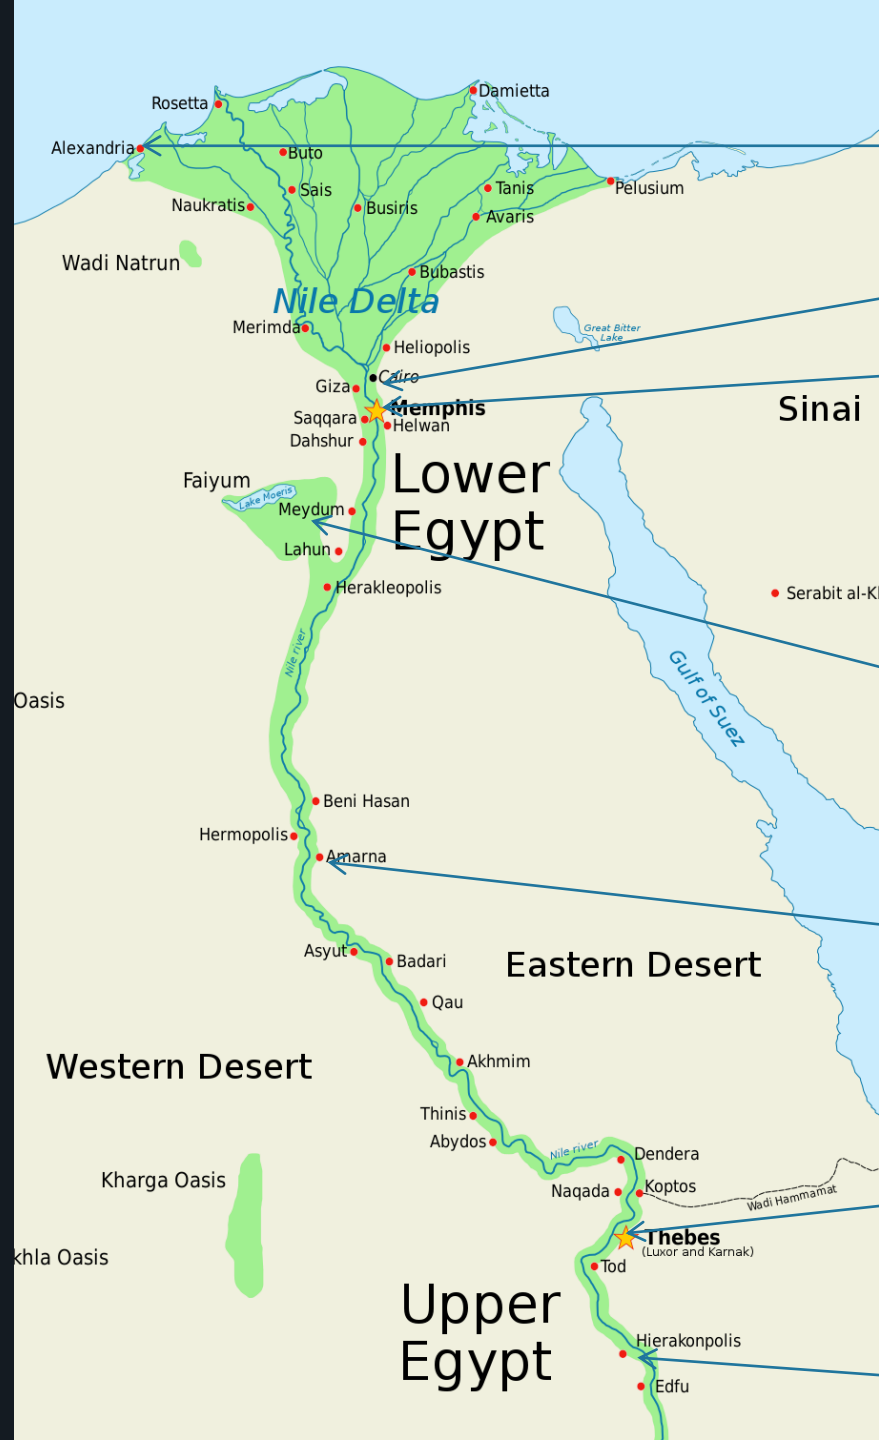 Damietta
Rosetta
Alexandria
Buto
Sais
Tanis
Pelusium
Naukratis
Busiris
Avaris
Wadi Natrun
Bubastis
Nile Delta
Merimda
Great Bitter
Lake
Heliopolis
Cairo
Giza
Memphis
Sinai
Saqqara
Helwan
Dahshur
Lower
Egypt
Faiyum
Lake Moeris
Meydum
Lahun
Herakleopolis
Serabit al-Kh
Nile river
Gulf of Suez
Oasis
Beni Hasan
Hermopolis
Amarna
Asyut
Badari
Eastern Desert
Qau
Western Desert
Akhmim
Thinis
Abydos
Nile river
Dendera
Kharga Oasis
Naqada
Koptos
Wadi Hammamat
Thebes
(Luxor and Karnak)
khla Oasis
Tod
Upper
Egypt
Hierakonpolis
Edfu